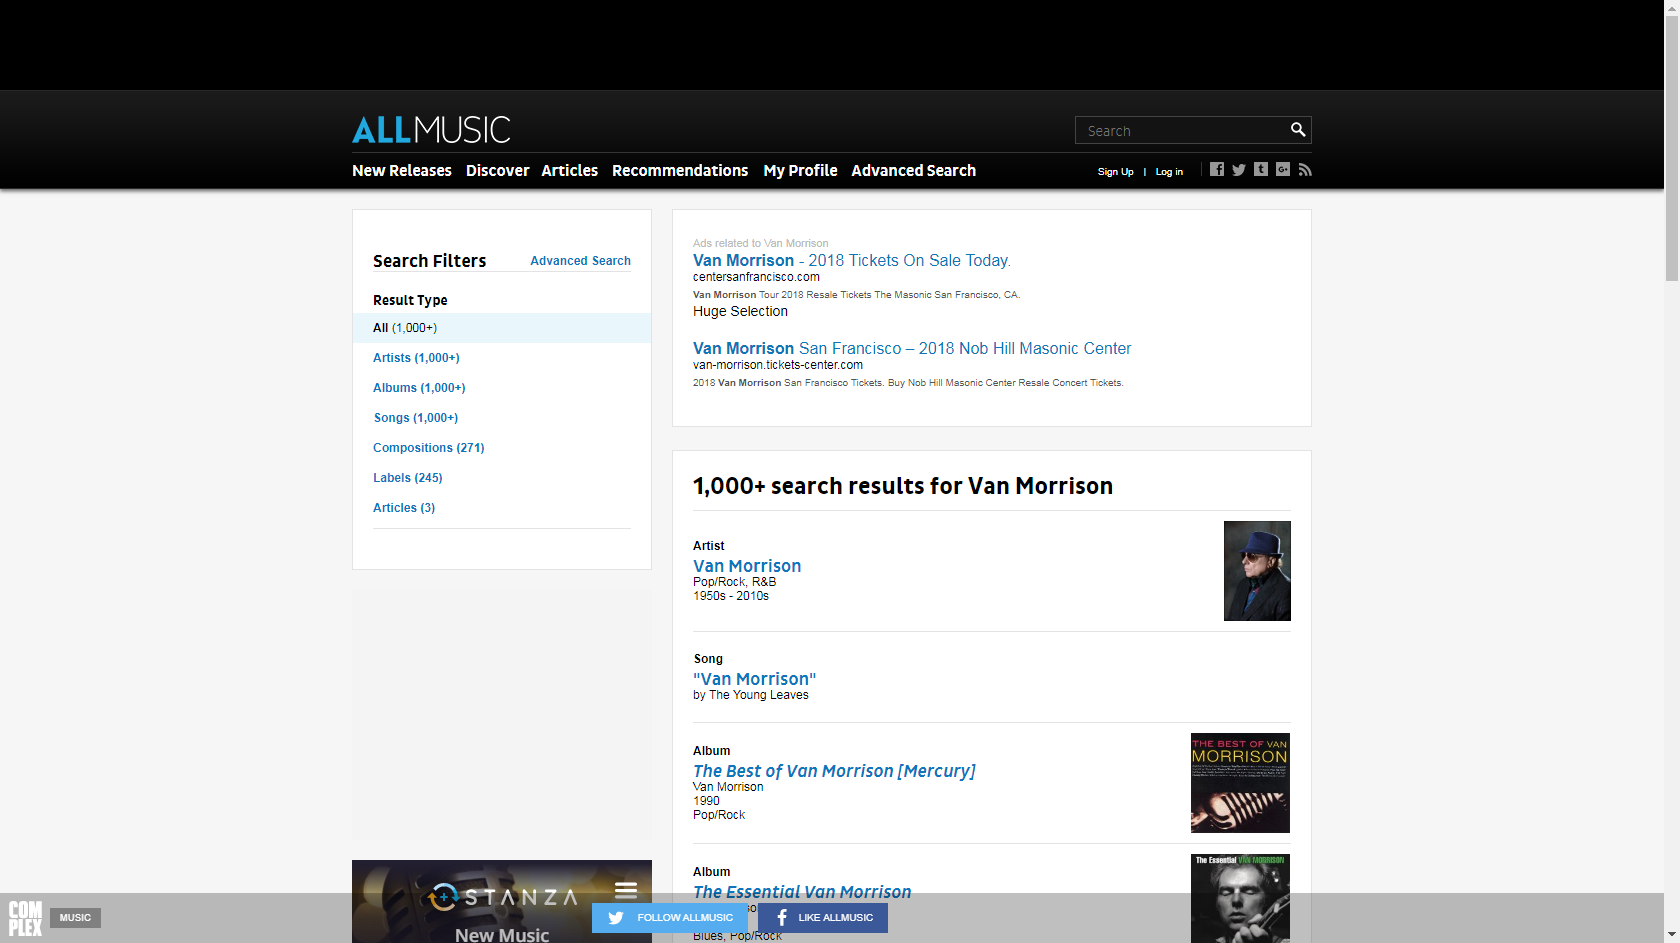 ALLMUSIC
Search
New Releases Discover Articles Recommendations My Profile Advanced Search
Sign Up | Log in
Search Filters Advanced Search
Result Type
All (1,000+)
Artists (1,000+)
Albums (1,000+)
Songs (1,000+)
Compositions (271)
Labels (245)
Articles (3)
Ads related to Van Morrison
Van Morrison - 2018 Tickets On Sale Today.
centersanfrancisco.com
Van Morrison Tour 2018 Resale Tickets The Masonic San Francisco, CA.
Huge Selection
Van Morrison San Francisco – 2018 Nob Hill Masonic Center
van-morrison.tickets-center.com
2018 Van Morrison San Francisco Tickets. Buy Nob Hill Masonic Center Resale Concert Tickets.
1,000+ search results for Van Morrison
Artist
Van Morrison
Pop/Rock, R&B
1950s - 2010s
Song
"Van Morrison"
by The Young Leaves
Album
The Best of Van Morrison [Mercury]
Van Morrison
1990
Pop/Rock
THE BEST OF VAN
MORRISON
Album
The Essential Van Morrison
Blues, Pop/Rock
The Essential VAN MORRISON
STANZA
New Music
COM
PLEX
MUSIC
FOLLOW ALLMUSIC
LIKE ALLMUSIC